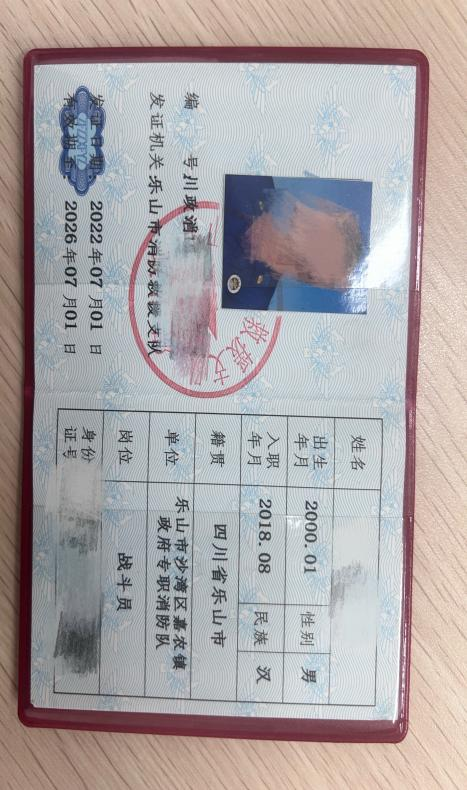 编 号川政消
发证机关乐山市消防救援支队
发证日期: 2022年07月01日
有效期至: 2026年07月01日
救援支
姓名
出生年月 2000.01 性别 男
入职年月 2018.08 民族 汉
籍贯 四川省乐山市
单位 乐山市沙湾区嘉农镇
政府专职消防队
岗位 战斗员
身份证号